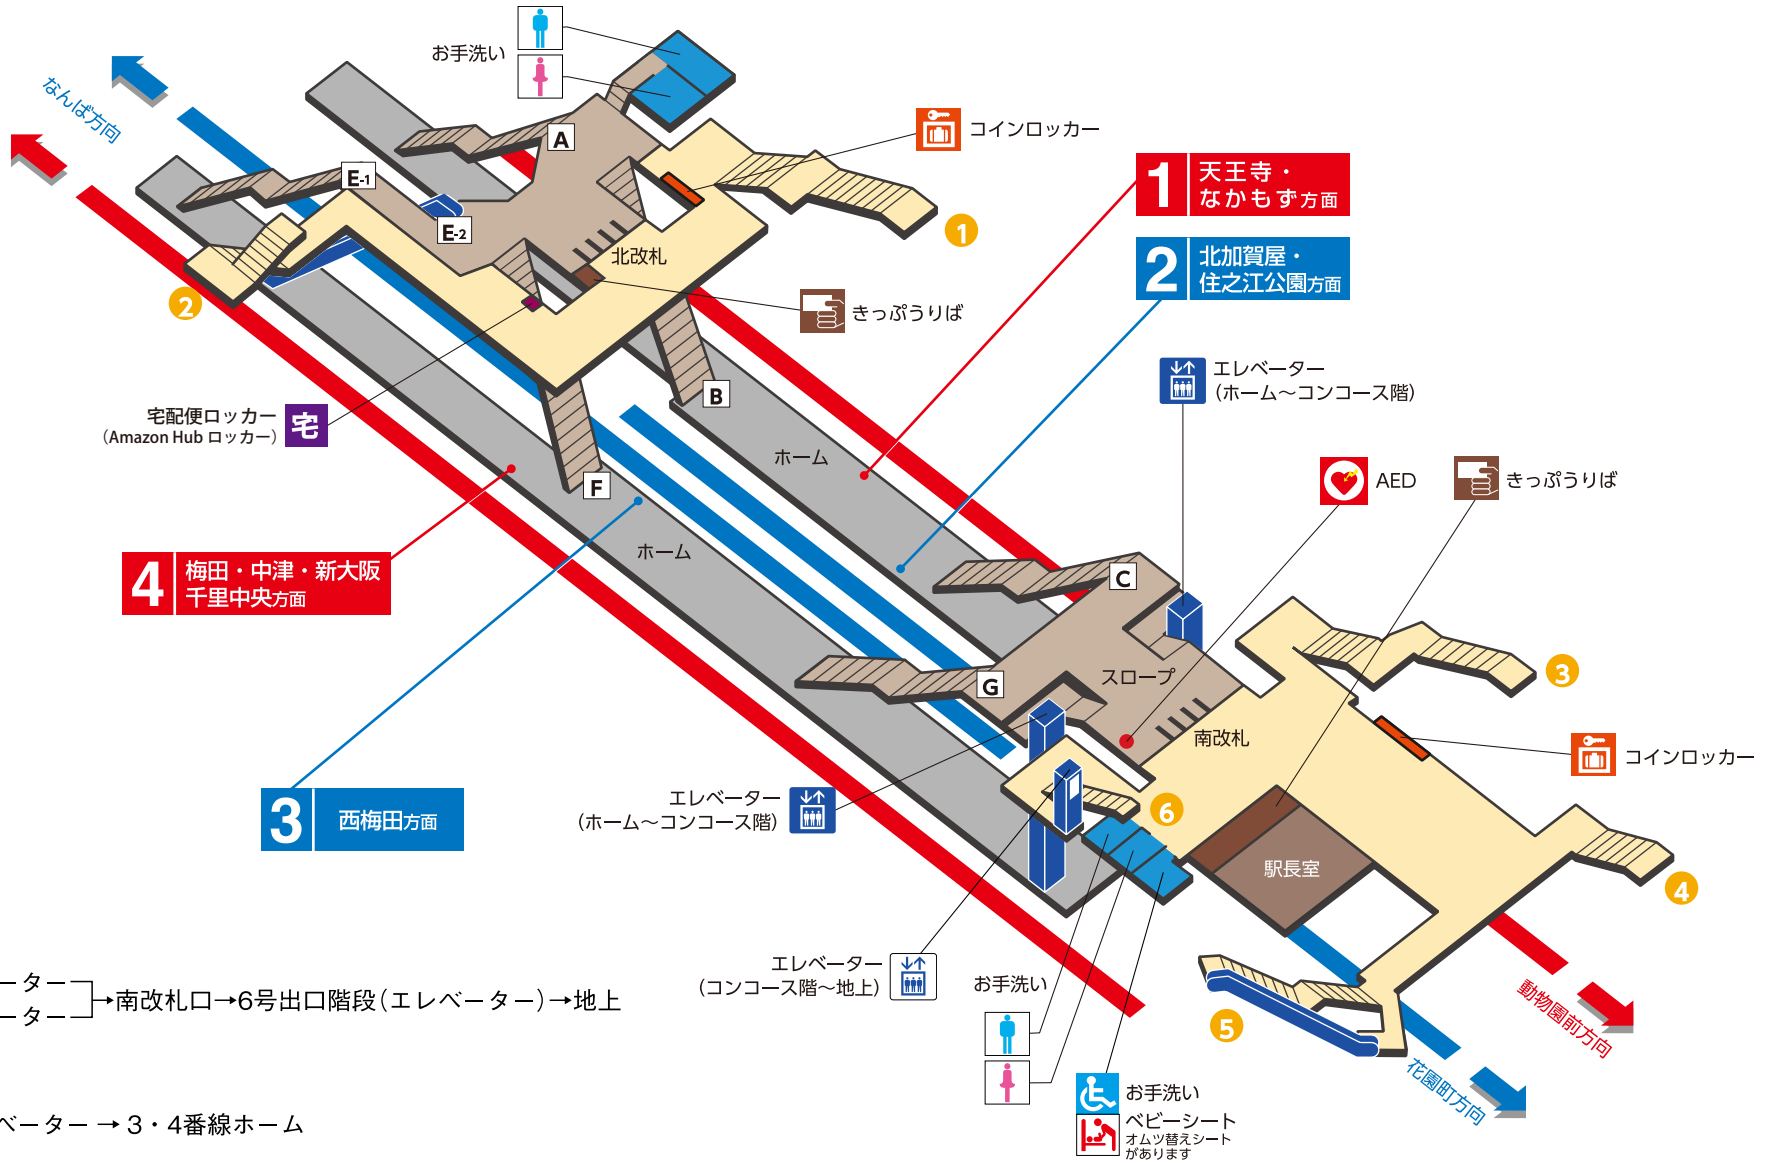 お手洗い
なんば方向
A
コインロッカー
E-1
1 天王寺・
なかもず方面
E-2
1
北改札
2 北加賀屋・
住之江公園方面
2
きっぷうりば
エレベーター
(ホーム～コンコース階)
B
宅配便ロッカー
(Amazon Hub ロッカー)
宅
ホーム
F
AED
きっぷうりば
ホーム
4 梅田・中津・新大阪
千里中央方面
C
スロープ
3
G
南改札
コインロッカー
エレベーター
(ホーム～コンコース階)
6
3 西梅田方面
駅長室
4
エレベーター
(コンコース階～地上)
お手洗い
ーター
ーター
→南改札口→6号出口階段(エレベーター)→地上
5
動物園前方向
花園町方向
お手洗い
ベビーシート
オムツ替えシート
があります
ベーター → 3・4番線ホーム